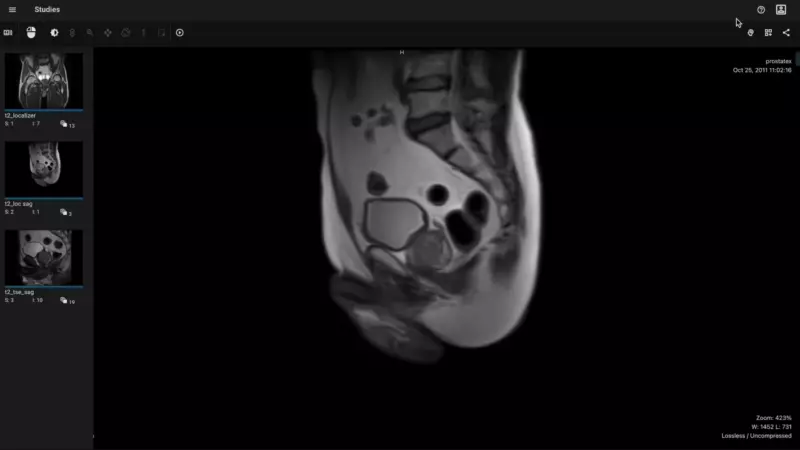 Studies
H
prostatex
Oct 25, 2011 11:02:16
t2_localizer
S: 1 I: 7 13
t2_loc sag
S: 2 I: 1 3
t2_tse_sag
S: 3 I: 10 19
Zoom: 423%
W: 1452 L: 731
Lossless / Uncompressed